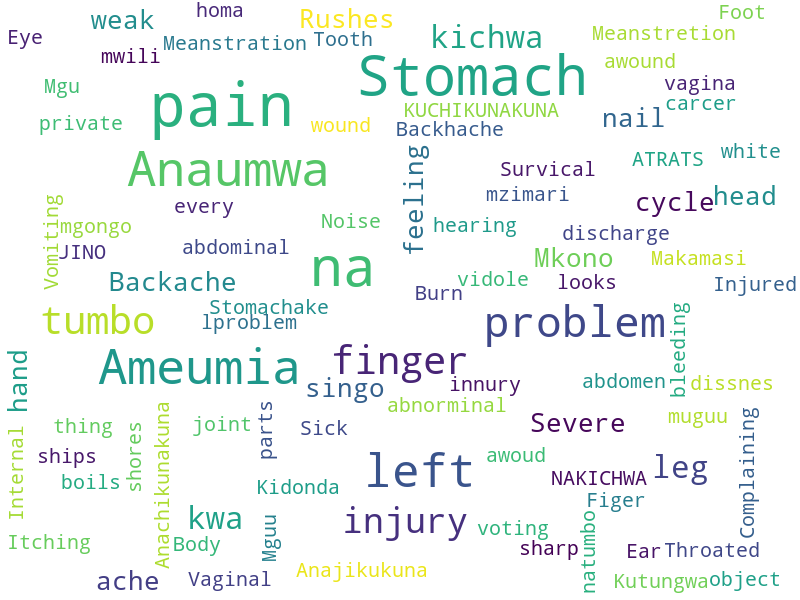 homa
Foot
weak
Rushes
Eye
Meanstration
Tooth
kichwa
Meanstretion
mwili
Stomach
awound
Mgu
pain
vagina
KUCHIKUNAKUNA
carcer
private
wound
Backhache
nail
Anaumwa
feeling
Survical
ATRATS
white
every
mzimari
cycle
head
Vomiting
mgongo
Noise
hearing
discharge
JINO
abdominal
na
Mkono
Makamasi
Backache
vidole
looks
Injured
Stomachake
Burn
tumbo
lproblem
problem
bleeding
Ameumia
finger
hand
singo
innury
abdomen
dissnes
abnorminal
muguu
thing
shores
Anachikunakuna
joint
parts
Sick
Severe
Complaining
Internal
ships
left
awoud
leg
boils
Kidonda
NAKICHWA
Figer
kwa
Mguu
injury
voting
natumbo
Itching
Body
sharp
Ear
Throated
ache
Vaginal
Anajikukuna
Kutungwa
object